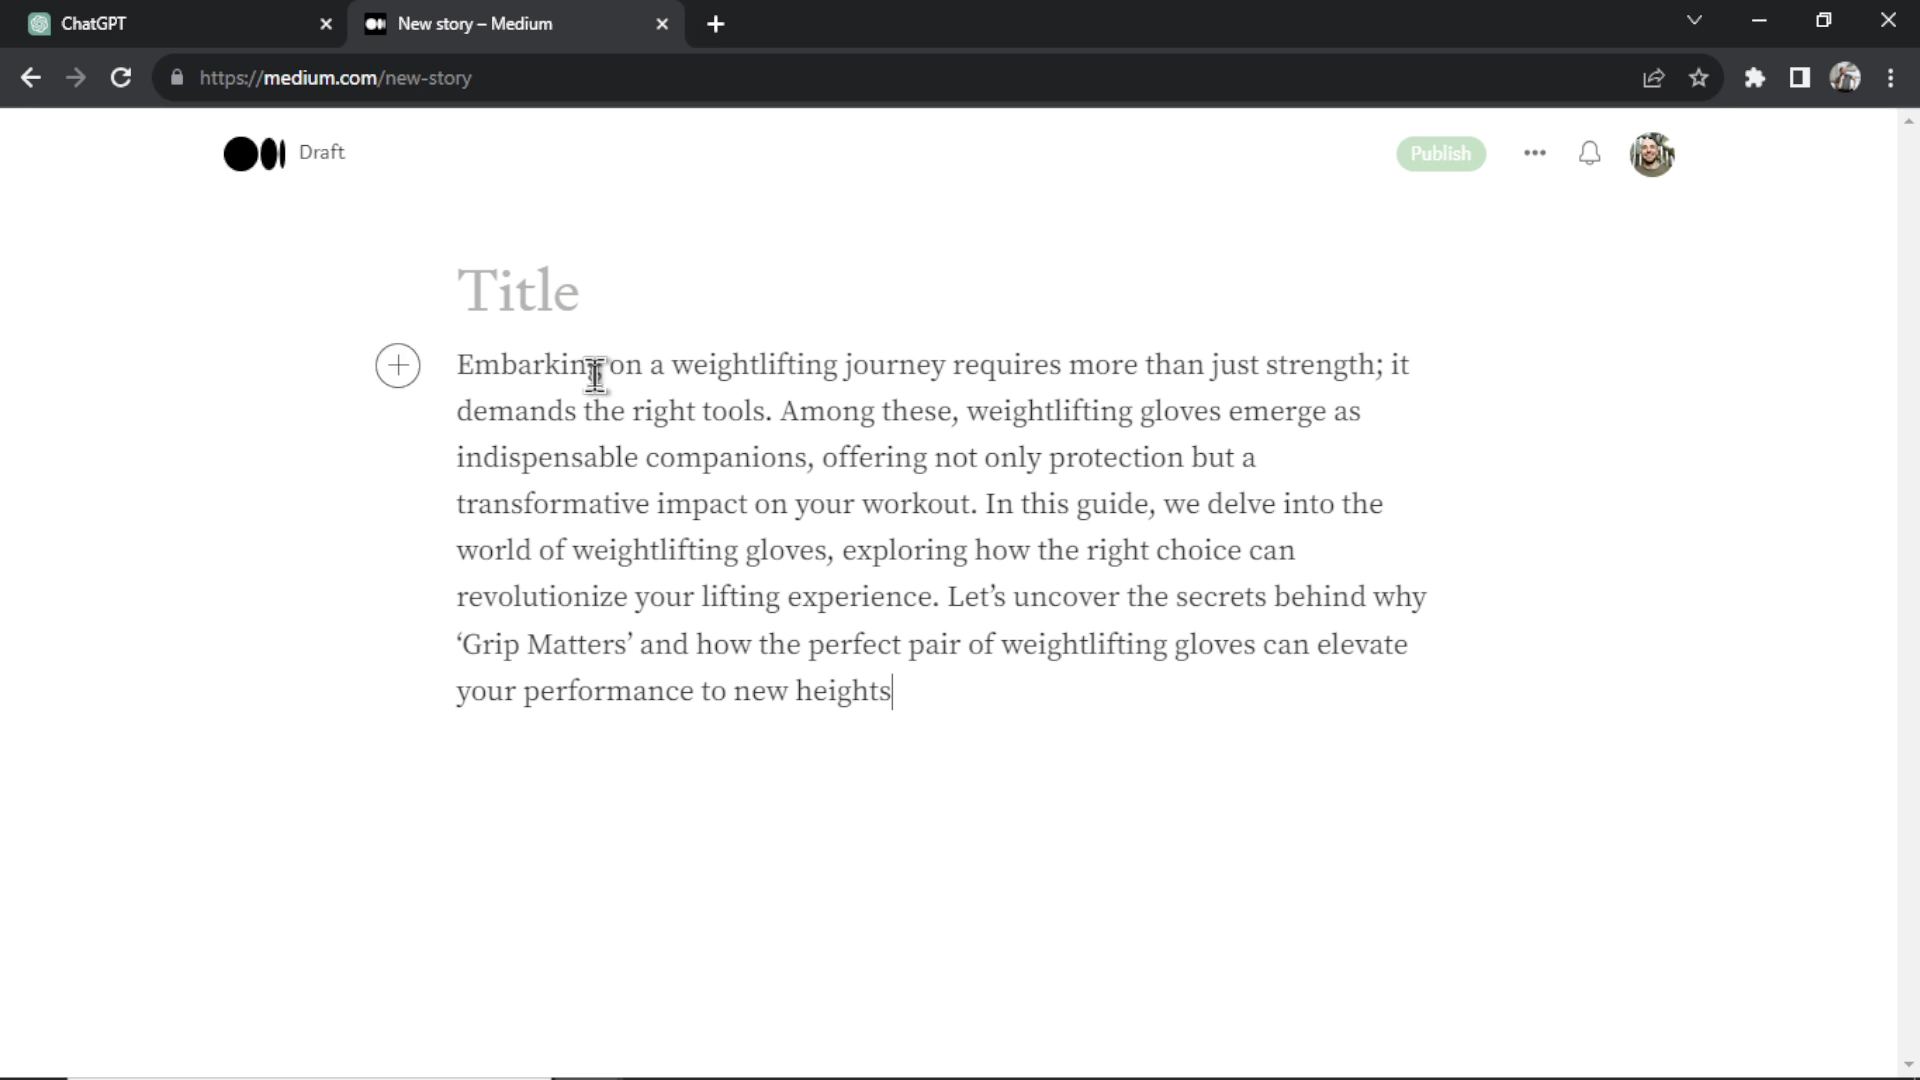 ChatGPT
New story – Medium
https://medium.com/new-story
Draft
Publish
Title
Embarking on a weightlifting journey requires more than just strength; it
demands the right tools. Among these, weightlifting gloves emerge as
indispensable companions, offering not only protection but a
transformative impact on your workout. In this guide, we delve into the
world of weightlifting gloves, exploring how the right choice can
revolutionize your lifting experience. Let’s uncover the secrets behind why
‘Grip Matters’ and how the perfect pair of weightlifting gloves can elevate
your performance to new heights